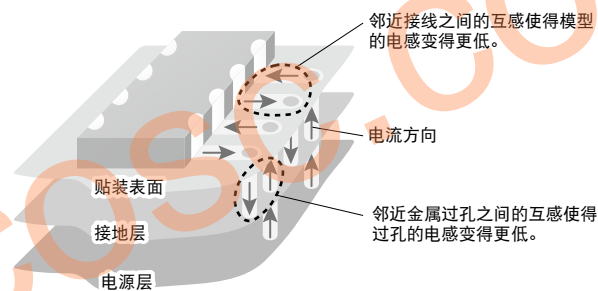 邻近接线之间的互感使得模型
的电感变得更低。
电流方向
贴装表面
邻近金属过孔之间的互感使得
过孔的电感变得更低。
接地层
电源层
COSC.CO